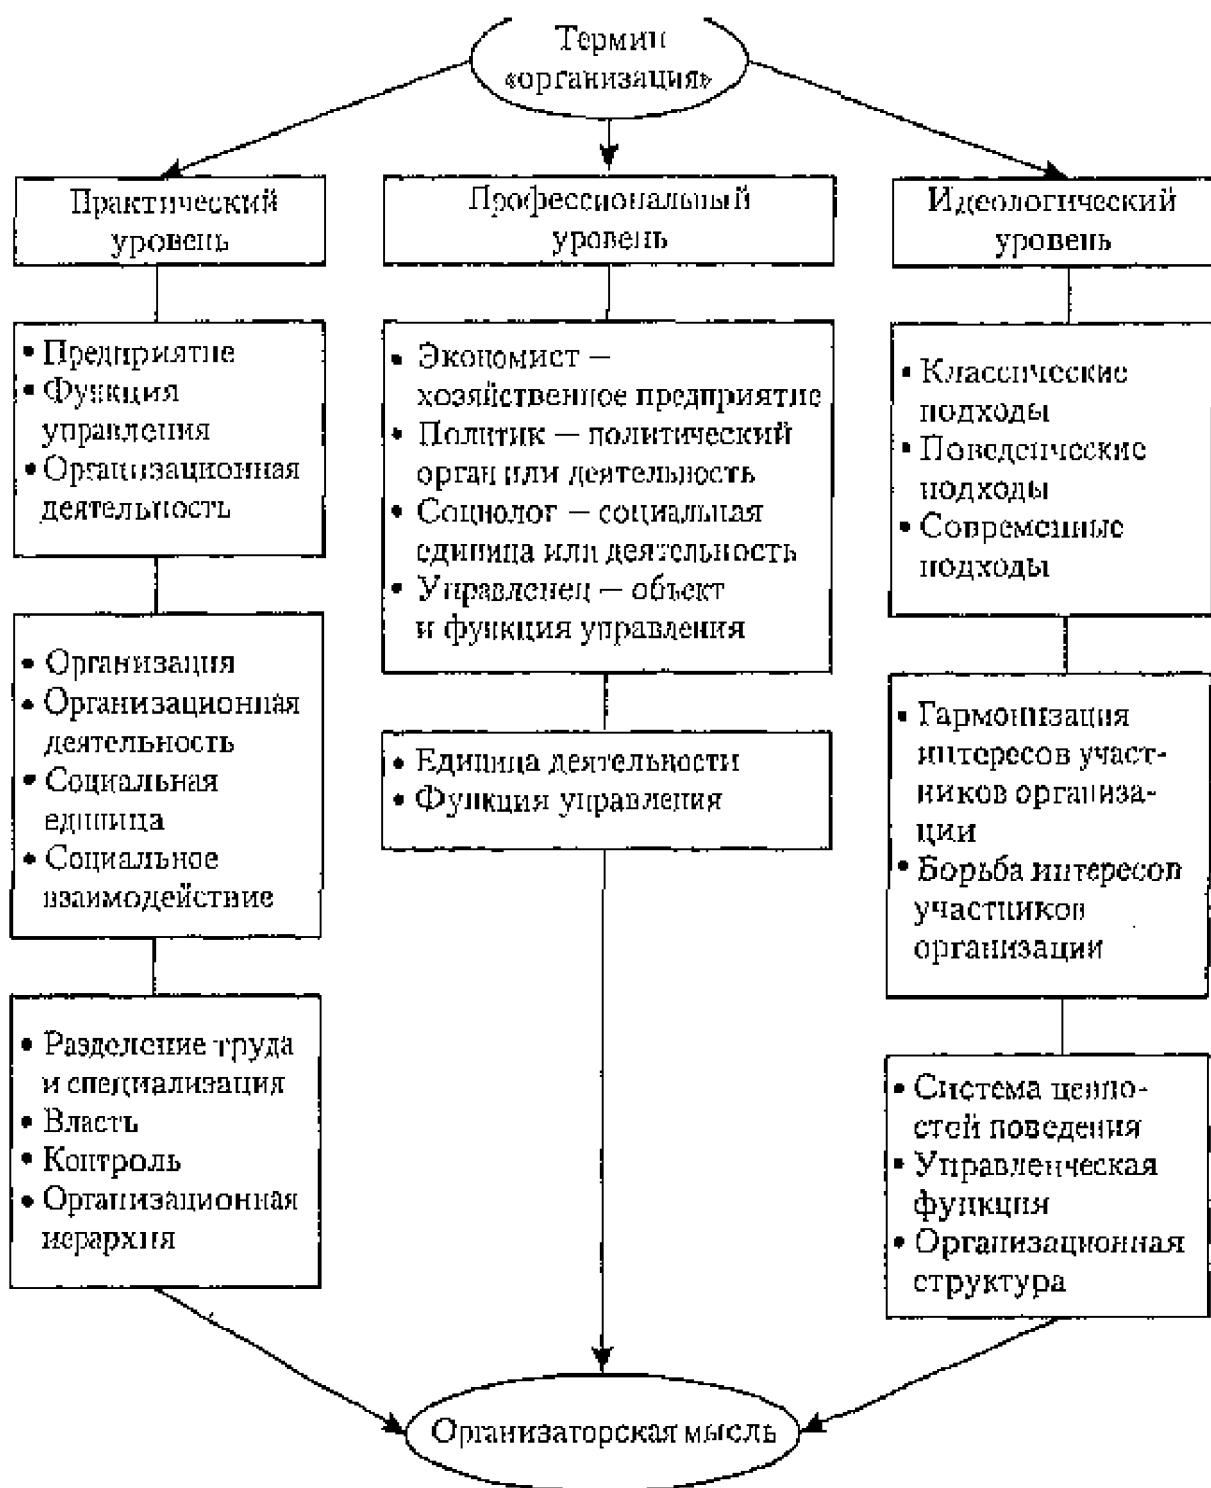 Термин
«организация»
Практический
уровень
• Предприятие
• Функция
управления
• Организационная
деятельность
• Организация
• Организационная
деятельность
• Социальная
единица
• Социальное
взаимодействие
• Разделение труда
и специализация
• Власть
• Контроль
• Организационная
иерархия
Профессиональный
уровень
• Экономист —
хозяйственное предприятие
• Политик — политический
орган или деятельность
• Социолог — социальная
единица или деятельность
• Управленец — объект
и функция управления
• Единица деятельности
• Функция управления
Идеологический
уровень
• Классические
подходы
• Поведенческие
подходы
• Современные
подходы
• Гармонизация
интересов участ-
ников организа-
ции
• Борьба интересов
участников
организации
• Система ценно-
стей поведения
• Управленческая
функция
• Организационная
структура
Организаторская мысль